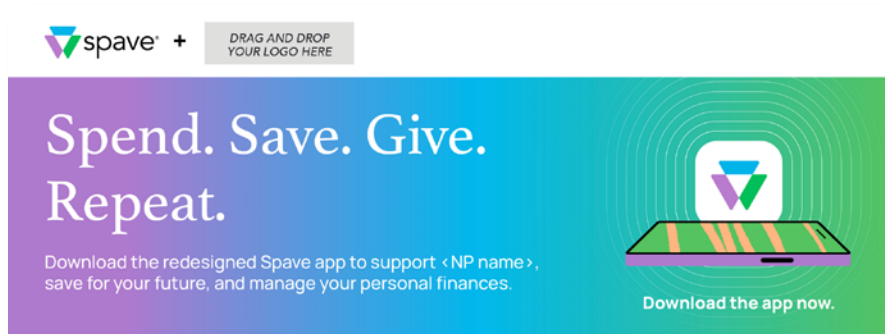 spave® +
DRAG AND DROP
YOUR LOGO HERE
Spend. Save. Give.
Repeat.
Download the redesigned Spave app to support <NP name>,
save for your future, and manage your personal finances.
Download the app now.